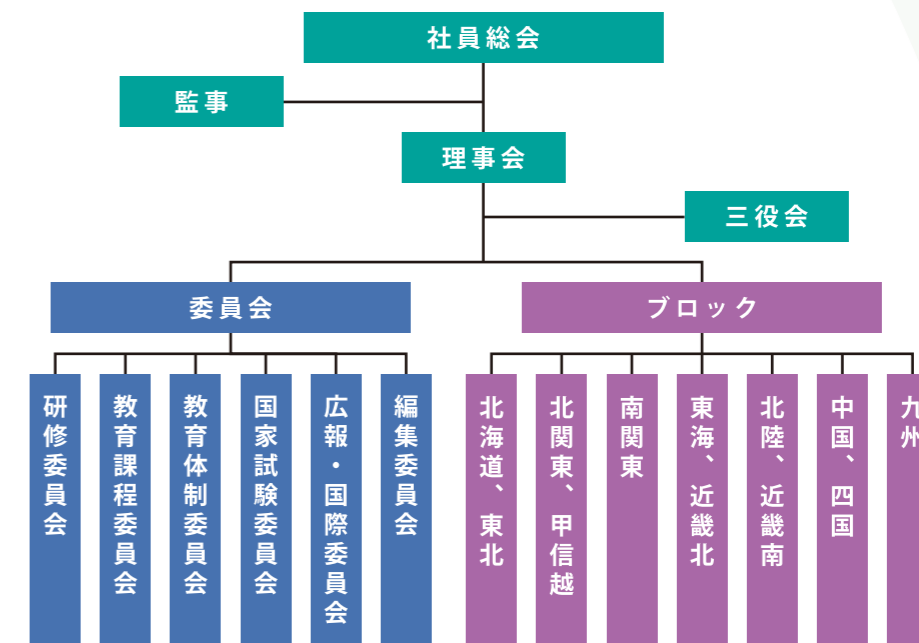 社員総会
監事
理事会
三役会
委員会
ブロック
研修委員会
教育課程委員会
教育体制委員会
国家試験委員会
広報・国際委員会
編集委員会
北海道、東北
北関東、甲信越
南関東
東海、近畿北
北陸、近畿南
中国、四国
九州